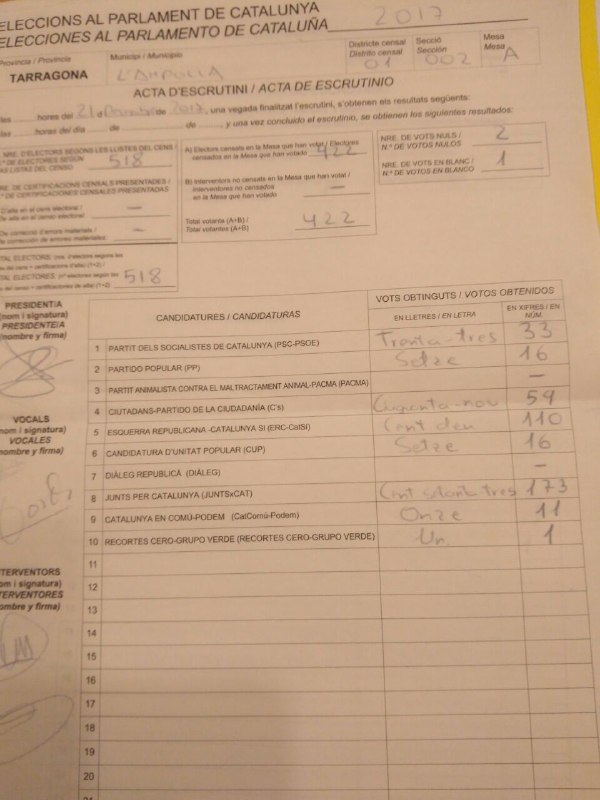 ELECCIONS AL PARLAMENT DE CATALUNYA
ELECCIONES AL PARLAMENTO DE CATALUÑA 2017
Província / Provincia
TARRAGONA
Municipi / Municipio
L'AMPOLLA
Districte censal
Distrito censal
01
Secció
Sección
002
Mesa
Mesa
A
ACTA D'ESCRUTINI / ACTA DE ESCRUTINIO
hores del 21 d de 2017, una vegada finalitzat l'escrutini, s'obtenen els resultats següents:
horas del día de de, y una vez concluido el escrutinio, se obtienen los siguientes resultados:
NRE. D'ELECTORS SEGONS LES LLISTES DEL CENS /
N.º DE ELECTORES SEGÚN
LAS LISTAS DEL CENSO 518
NRE. DE CERTIFICACIONS CENSALS PRESENTADES /
N.º DE CERTIFICACIONES CENSALES PRESENTADAS
D'alta en el cens electoral / —
De alta en el censo electoral
De correcció d'errors materials / —
De corrección de errores materiales
TOTAL ELECTORS: (nre. d'electors segons les
llistes del cens + certificacions d'alta) (1+2) /
TOTAL ELECTORES: (nº electores según las
listas del censo + certificaciones de alta) (1+2) 518
A) Electors censats en la Mesa que han votat / Electores
censados en la Mesa que han votado 422
B) Interventors no censats en la Mesa que han votat /
Interventores no censados
en la Mesa que han votado —
Total votants (A+B) /
Total votantes (A+B) 422
NRE. DE VOTS NULS /
N.º DE VOTOS NULOS 2
NRE. DE VOTS EN BLANC /
N.º DE VOTOS EN BLANCO 1
PRESIDENT/A
(nom i signatura)
PRESIDENTE/A
(nombre y firma)
VOCALS
(nom i signatura)
VOCALES
(nombre y firma)
INTERVENTORS
(nom i signatura)
INTERVENTORES
(nombre y firma)
CANDIDATURES / CANDIDATURAS
VOTS OBTINGUTS / VOTOS OBTENIDOS
EN LLETRES / EN LETRA
EN XIFRES / EN NÚM.
1 PARTIT DELS SOCIALISTES DE CATALUNYA (PSC-PSOE) Trenta-tres 33
2 PARTIDO POPULAR (PP) Setze 16
3 PARTIT ANIMALISTA CONTRA EL MALTRACTAMENT ANIMAL-PACMA (PACMA) —
4 CIUTADANS-PARTIDO DE LA CIUDADANÍA (C's) Cinquanta-nou 59
5 ESQUERRA REPUBLICANA-CATALUNYA SÍ (ERC-CatSí) Cent deu 110
6 CANDIDATURA D'UNITAT POPULAR (CUP) Setze 16
7 DIÀLEG REPUBLICÀ (DIÀLEG) —
8 JUNTS PER CATALUNYA (JUNTSxCAT) Cent setanta tres 173
9 CATALUNYA EN COMÚ-PODEM (CatComú-Podem) Onze 11
10 RECORTES CERO-GRUPO VERDE (RECORTES CERO-GRUPO VERDE) Un 1
11
12
13
14
15
16
17
18
19
20
21